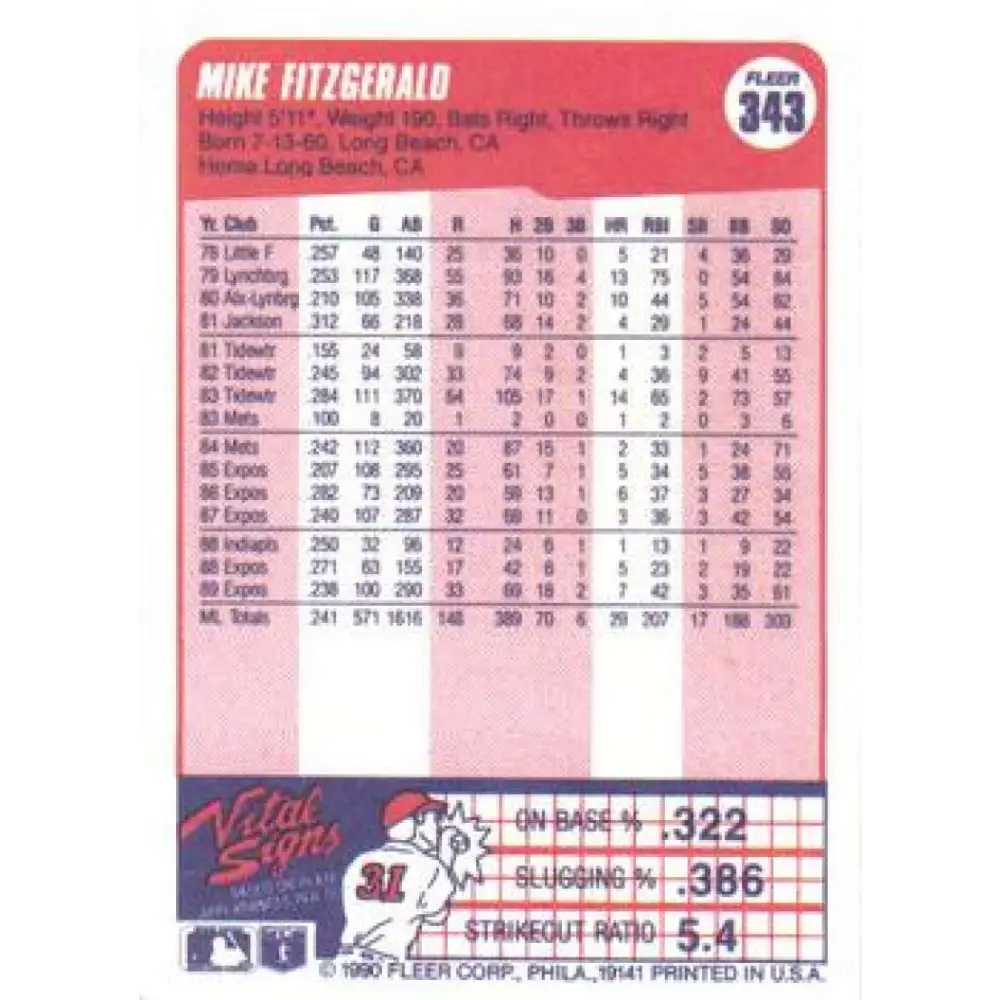 MIKE FITZGERALD
FLEER
343
Height 5'11", Weight 190, Bats Right, Throws Right
Born 7-13-60, Long Beach, CA
Home Long Beach, CA
Yr. Club Pct. G AB R H 2B 3B HR RBI SB BB SO
78 Little F .257 48 140 25 36 10 0 5 21 4 36 29
79 Lynchbrg .253 117 368 55 93 16 4 13 75 0 54 84
80 Alx-Lynbrg .210 105 338 36 71 10 2 10 44 5 54 62
81 Jackson .312 66 218 28 68 14 2 4 29 1 24 44
81 Tidewtr .155 24 58 9 2 0 1 3 2 5 13
82 Tidewtr .245 94 302 33 74 9 2 4 36 9 41 55
83 Tidewtr .284 111 370 64 105 17 1 14 65 2 73 57
83 Mets .100 8 20 1 2 0 0 1 2 0 3 6
84 Mets .242 112 360 20 87 15 1 2 33 1 24 71
85 Expos .207 108 295 25 61 7 1 5 34 5 38 55
86 Expos .282 73 209 20 59 13 1 6 37 3 27 34
87 Expos .240 107 287 32 69 11 0 3 36 3 42 54
88 Indiapls .250 32 96 12 24 6 1 1 13 1 9 22
88 Expos .271 63 155 17 42 6 1 5 23 2 19 22
89 Expos .238 100 290 33 69 18 2 7 42 3 35 61
ML Totals .241 571 1616 148 389 70 6 29 207 17 188 303
Vital Signs
31
ON BASE % .322
SLUGGING % .386
STRIKEOUT RATIO 5.4
© 1990 FLEER CORP., PHILA., 19141 PRINTED IN U.S.A.